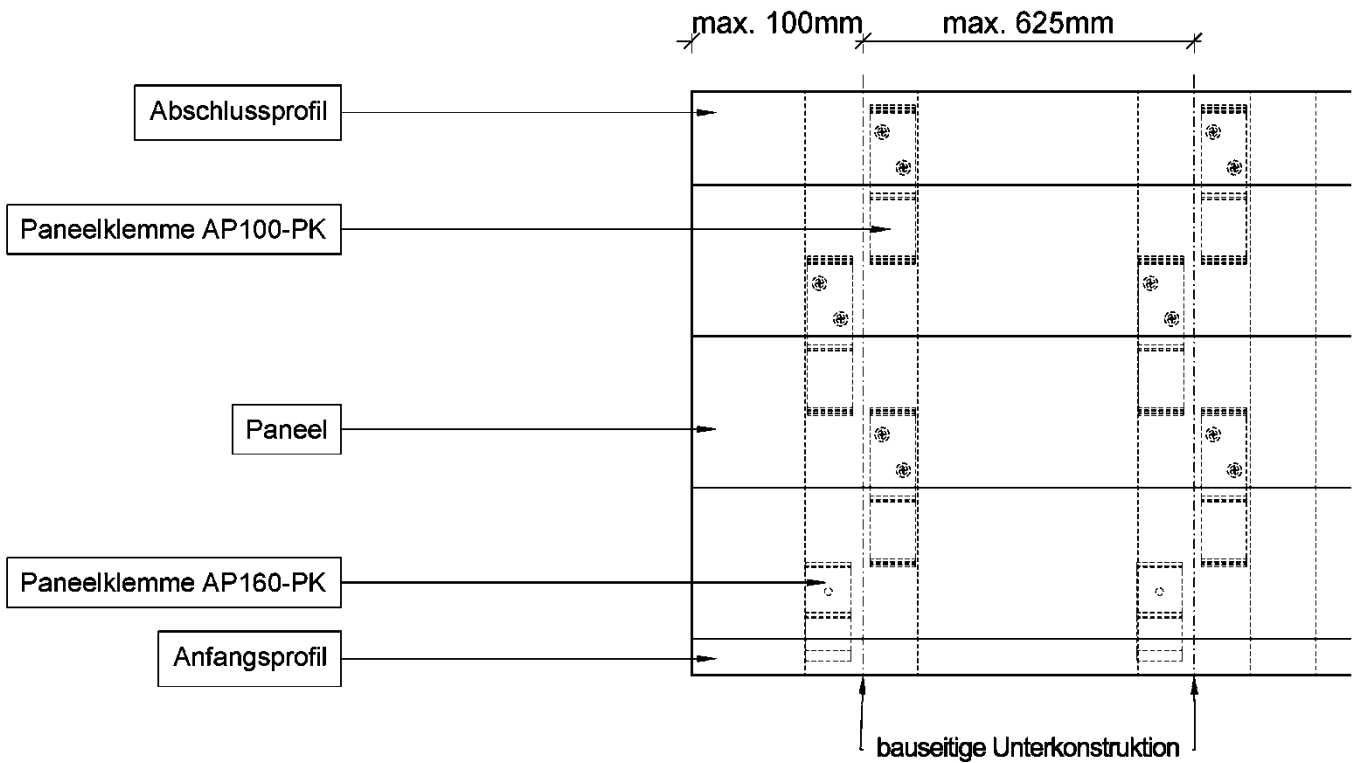 max. 100mm
max. 625mm
Abschlussprofil
Paneelklemme AP100-PK
Paneel
Paneelklemme AP160-PK
Anfangsprofil
bauseitige Unterkonstruktion